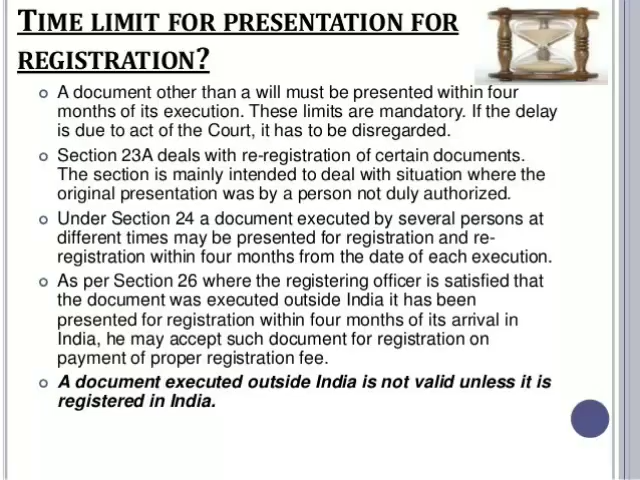 TIME LIMIT FOR PRESENTATION FOR
REGISTRATION?
A document other than a will must be presented within four
months of its execution. These limits are mandatory. If the delay
is due to act of the Court, it has to be disregarded.
Section 23A deals with re-registration of certain documents.
The section is mainly intended to deal with situation where the
original presentation was by a person not duly authorized.
Under Section 24 a document executed by several persons at
different times may be presented for registration and re-
registration within four months from the date of each execution.
As per Section 26 where the registering officer is satisfied that
the document was executed outside India it has been
presented for registration within four months of its arrival in
India, he may accept such document for registration on
payment of proper registration fee.
A document executed outside India is not valid unless it is
registered in India.